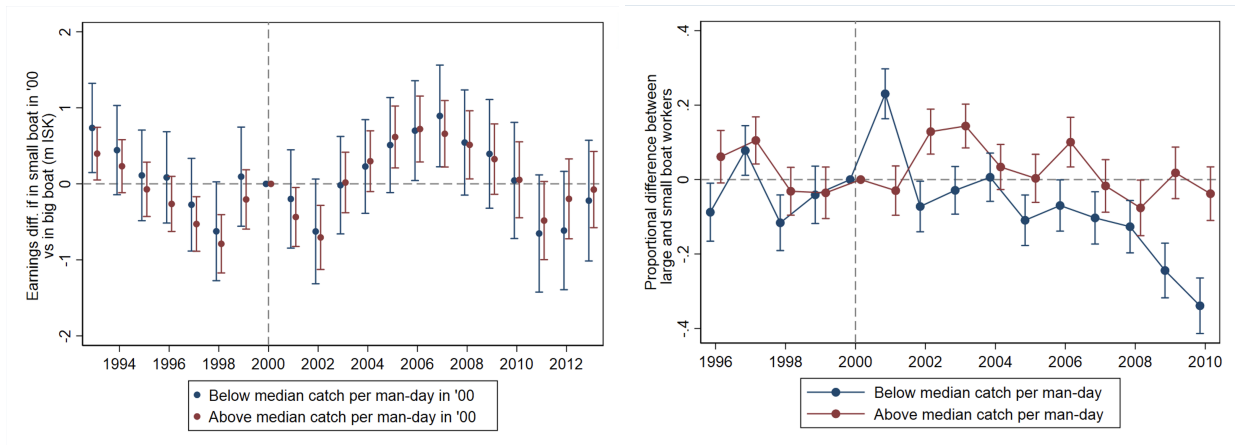 Earnings diff. if in small boat in '00
vs in big boat (m ISK)
2
1
0
-1
-2
1994 1996 1998 2000 2002 2004 2006 2008 2010 2012
Below median catch per man-day in '00
Above median catch per man-day in '00
Proportional difference between
large and small boat workers
.4
.2
0
-.2
-.4
1996 1998 2000 2002 2004 2006 2008 2010
Below median catch per man-day
Above median catch per man-day